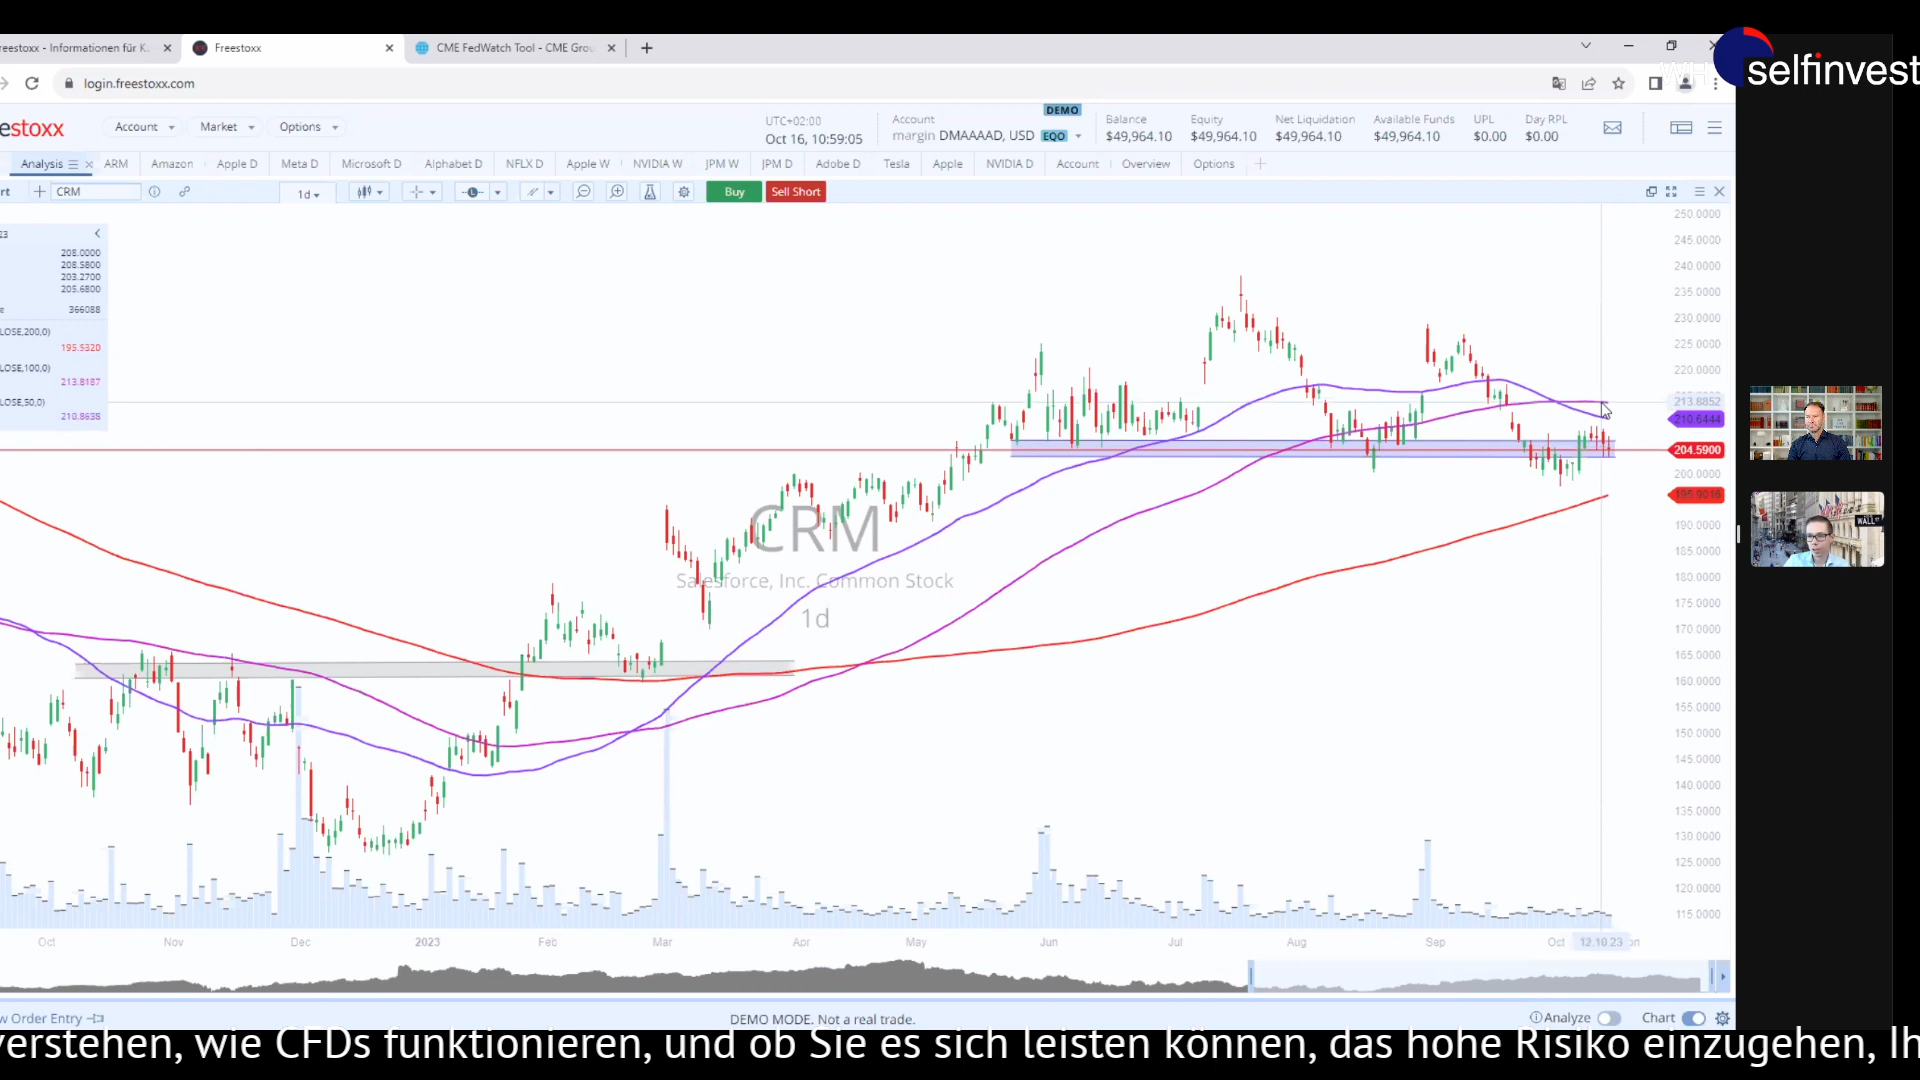 reestoxx - Informationen für K
Freestoxx
CME FedWatch Tool - CME Grou
selfinvest
login.freestoxx.com
estoxx
Account
Market
Options
UTC+02:00
Oct 16, 10:59:05
Account
margin DMAAAAD, USD EQO
DEMO
Balance
$49,964.10
Equity
$49,964.10
Net Liquidation
$49,964.10
Available Funds
$49,964.10
UPL
$0.00
Day RPL
$0.00
Analysis ARM Amazon Apple D Meta D Microsoft D Alphabet D NFLX D Apple W NVIDIA W JPM W JPM D Adobe D Tesla Apple NVIDIA D Account Overview Options
rt CRM 1d Buy Sell Short
23
208.0000
208.5800
203.2700
205.6800
e 366088
LOSE,200,0)
195.5320
LOSE,100,0)
213.8187
LOSE,50,0)
210.8638
250.0000
245.0000
240.0000
235.0000
230.0000
225.0000
220.0000
213.8852
210.6444
204.5900
200.0000
195.9016
190.0000
185.0000
180.0000
175.0000
170.0000
165.0000
160.0000
155.0000
150.0000
145.0000
140.0000
135.0000
130.0000
125.0000
120.0000
115.0000
CRM
Salesforce, Inc. Common Stock
1d
WALL
Oct Nov Dec 2023 Feb Mar Apr May Jun Jul Aug Sep Oct 12.10.23 on
w Order Entry
DEMO MODE. Not a real trade.
Analyze Chart
verstehen, wie CFDs funktionieren, und ob Sie es sich leisten können, das hohe Risiko einzugehen, Ih